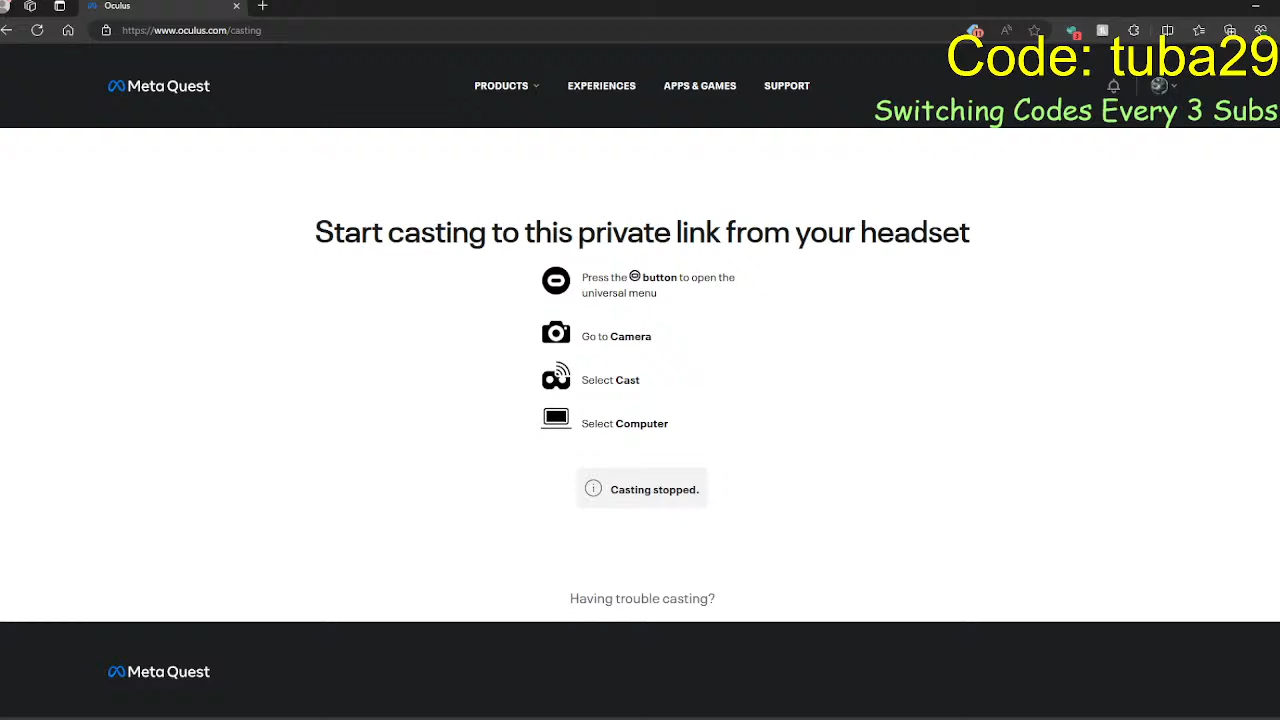 Oculus
https://www.oculus.com/casting
Code: tuba29
Meta Quest
PRODUCTS
EXPERIENCES
APPS & GAMES
SUPPORT
Switching Codes Every 3 Subs
Start casting to this private link from your headset
Press the button to open the
universal menu
Go to Camera
Select Cast
Select Computer
Casting stopped.
Having trouble casting?
Meta Quest